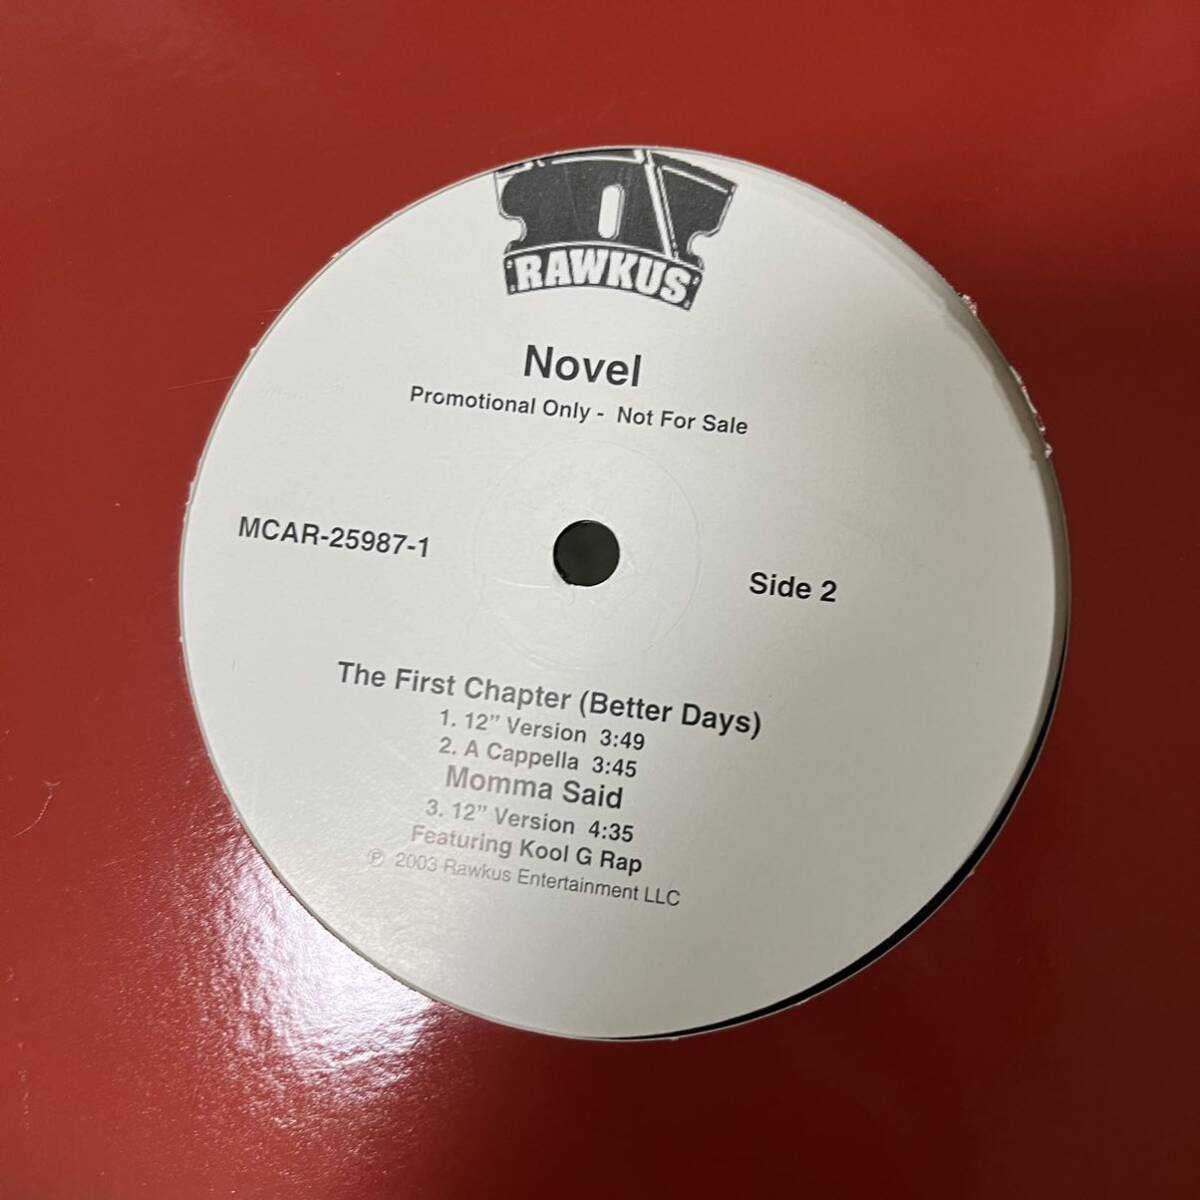 RAWKUS
Novel
Promotional Only - Not For Sale
MCAR-25987-1
Side 2
The First Chapter (Better Days)
1. 12” Version 3:49
2. A Cappella 3:45
Momma Said
3. 12” Version 4:35
Featuring Kool G Rap
℗ 2003 Rawkus Entertainment LLC